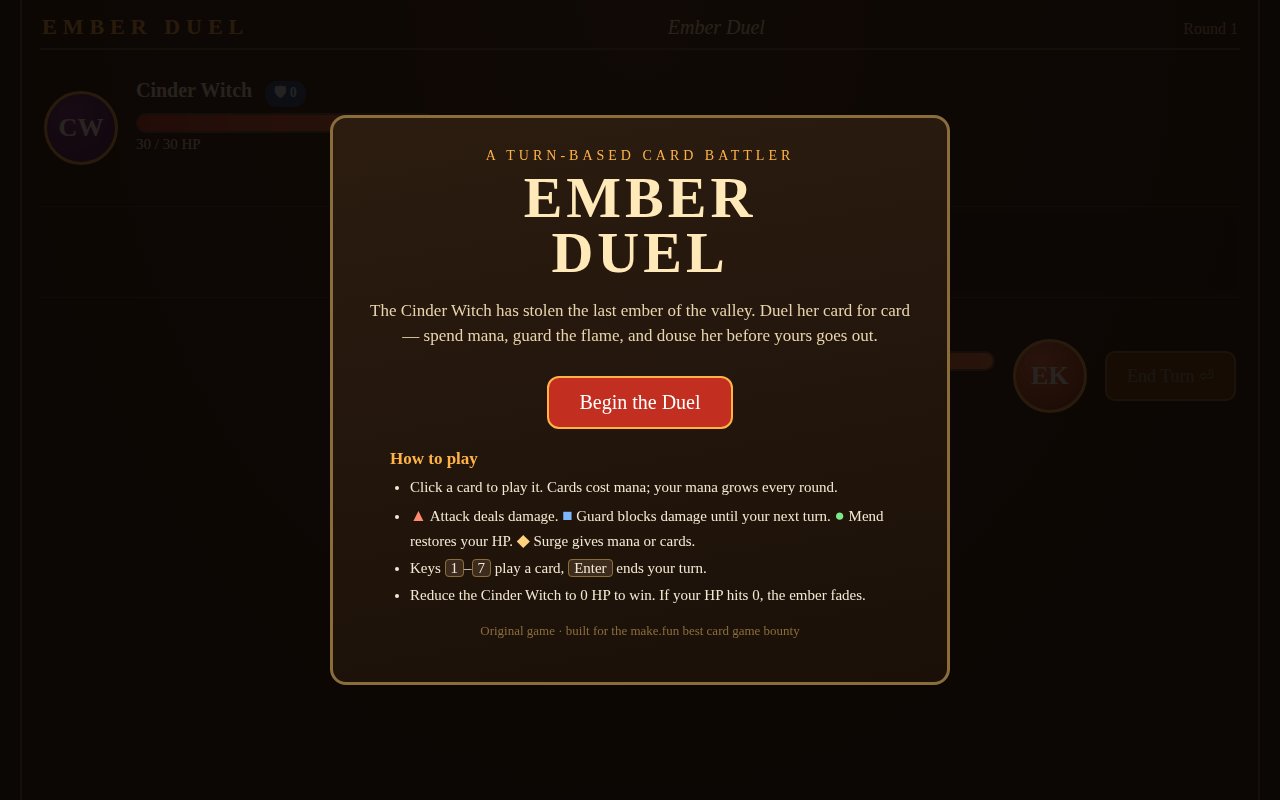 EMBER DUEL
Ember Duel
Round 1
Cinder Witch 0
CW
30 / 30 HP
A TURN-BASED CARD BATTLER
EMBER
DUEL
The Cinder Witch has stolen the last ember of the valley. Duel her card for card
— spend mana, guard the flame, and douse her before yours goes out.
EK
End Turn ⏎
Begin the Duel
How to play
• Click a card to play it. Cards cost mana; your mana grows every round.
• ▲ Attack deals damage. ■ Guard blocks damage until your next turn. ● Mend
restores your HP. ◆ Surge gives mana or cards.
• Keys 1–7 play a card, Enter ends your turn.
• Reduce the Cinder Witch to 0 HP to win. If your HP hits 0, the ember fades.
Original game · built for the make.fun best card game bounty